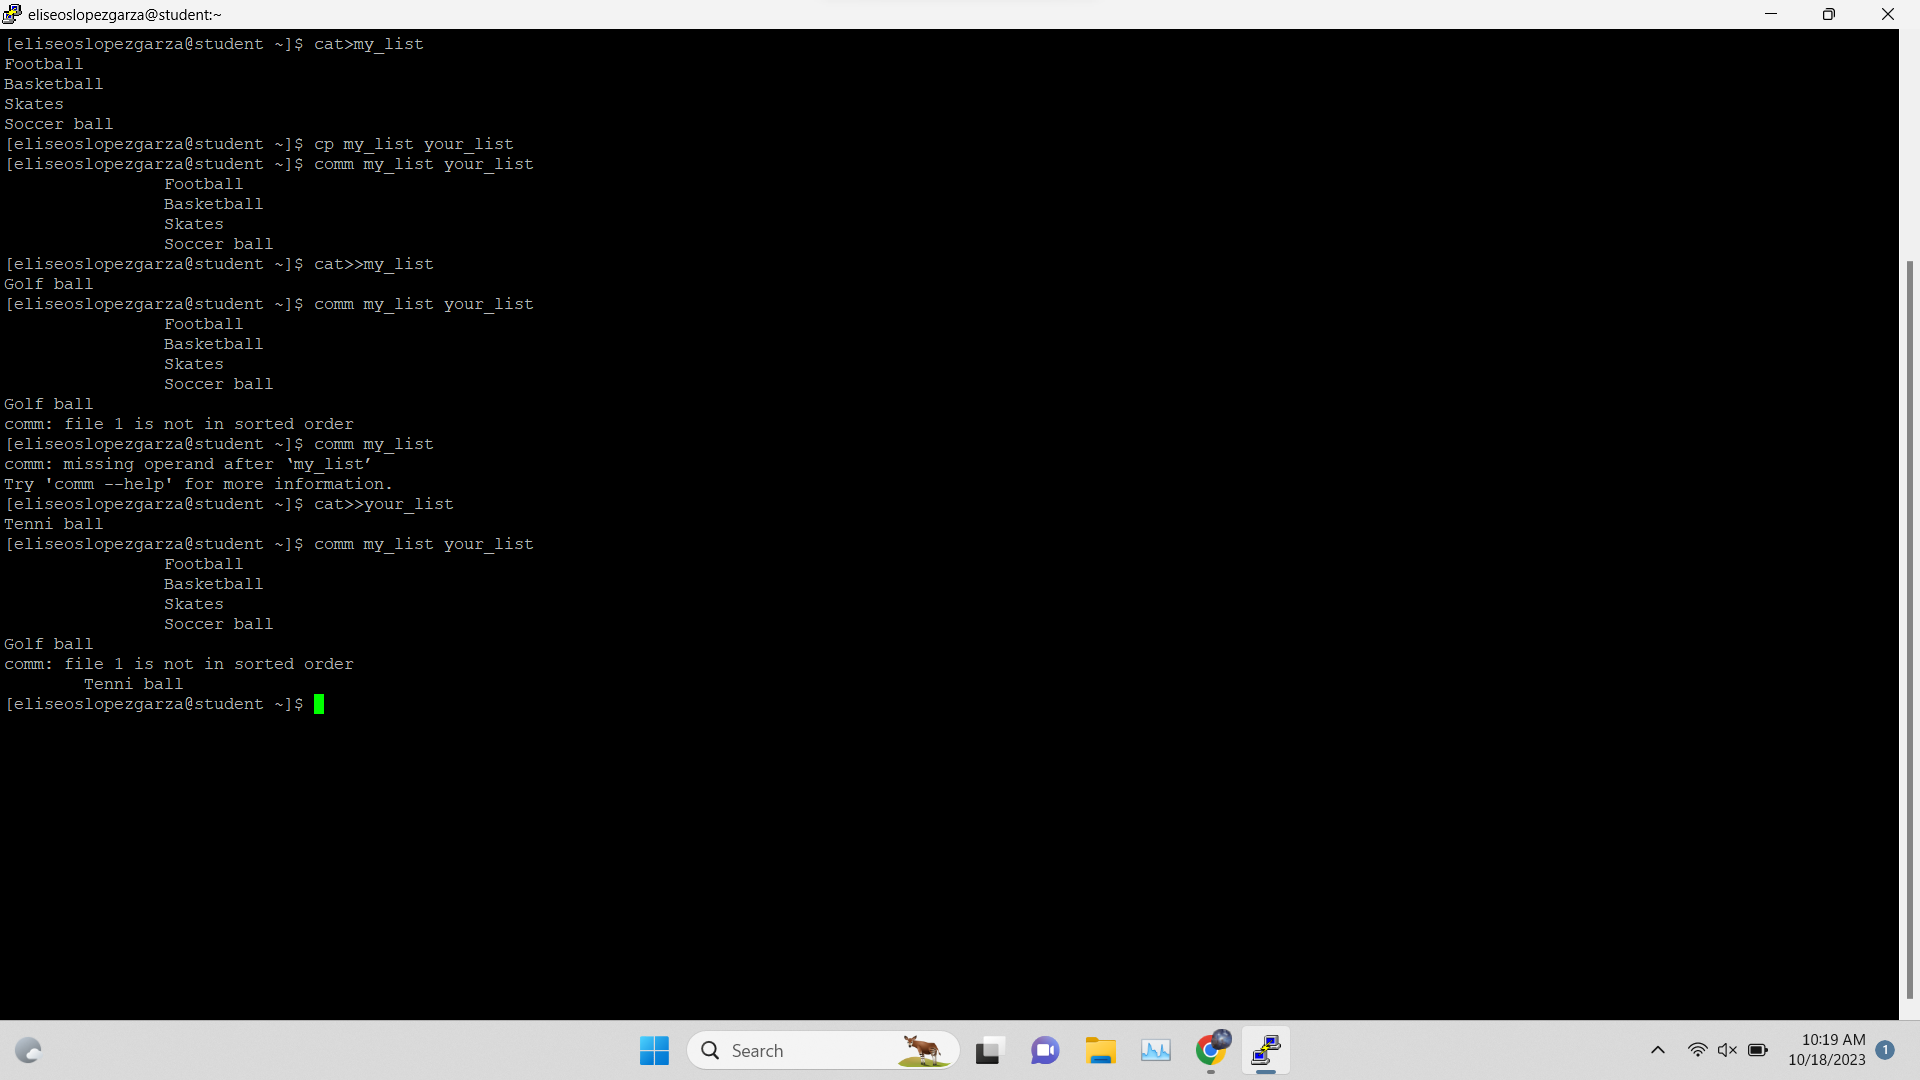 eliseoslopezgarza@student:~
[eliseoslopezgarza@student ~]$ cat>my_list
Football
Basketball
Skates
Soccer ball
[eliseoslopezgarza@student ~]$ cp my_list your_list
[eliseoslopezgarza@student ~]$ comm my_list your_list
                Football
                Basketball
                Skates
                Soccer ball
[eliseoslopezgarza@student ~]$ cat>>my_list
Golf ball
[eliseoslopezgarza@student ~]$ comm my_list your_list
                Football
                Basketball
                Skates
                Soccer ball
Golf ball
comm: file 1 is not in sorted order
[eliseoslopezgarza@student ~]$ comm my_list
comm: missing operand after ‘my_list’
Try 'comm --help' for more information.
[eliseoslopezgarza@student ~]$ cat>>your_list
Tenni ball
[eliseoslopezgarza@student ~]$ comm my_list your_list
                Football
                Basketball
                Skates
                Soccer ball
Golf ball
comm: file 1 is not in sorted order
        Tenni ball
[eliseoslopezgarza@student ~]$
Search
10:19 AM
10/18/2023
1